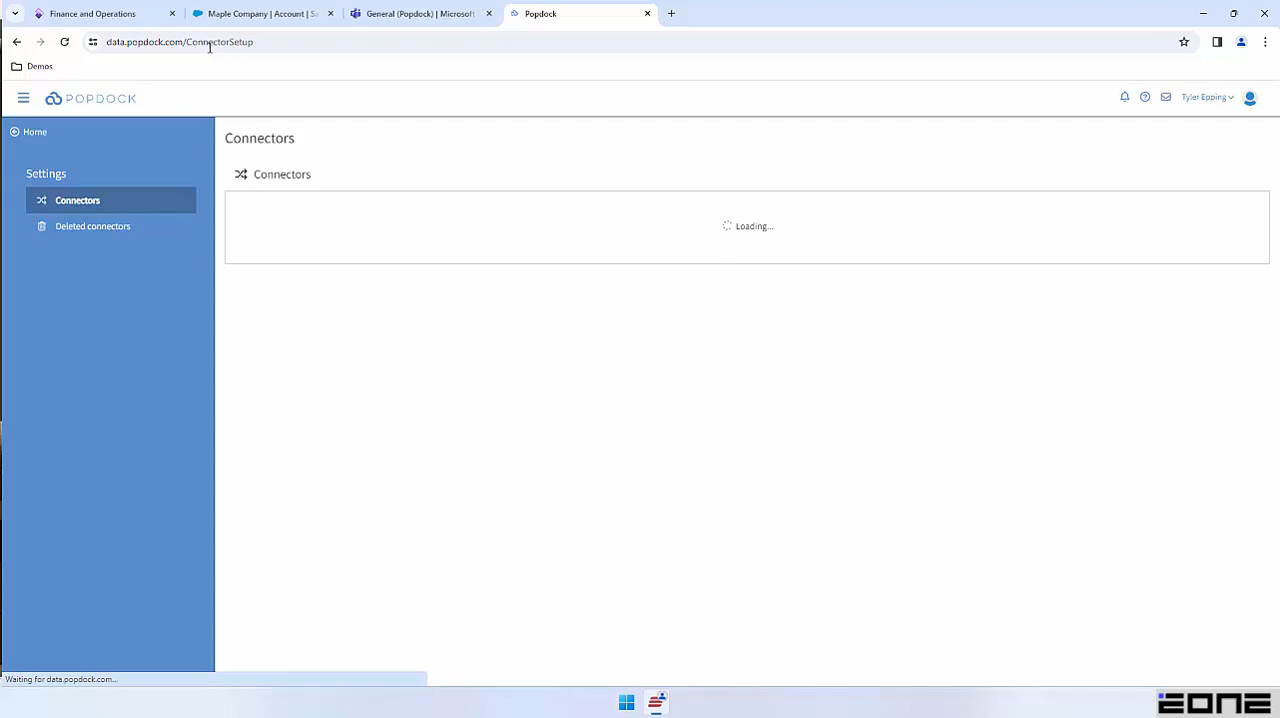 Finance and Operations
Maple Company | Account | Sa
General (Popdock) | Microsoft
Popdock
data.popdock.com/ConnectorSetup
Demos
POPDOCK
Tyler Epping
Home
Connectors
Settings
Connectors
Connectors
Loading...
Deleted connectors
Waiting for data.popdock.com...
eone